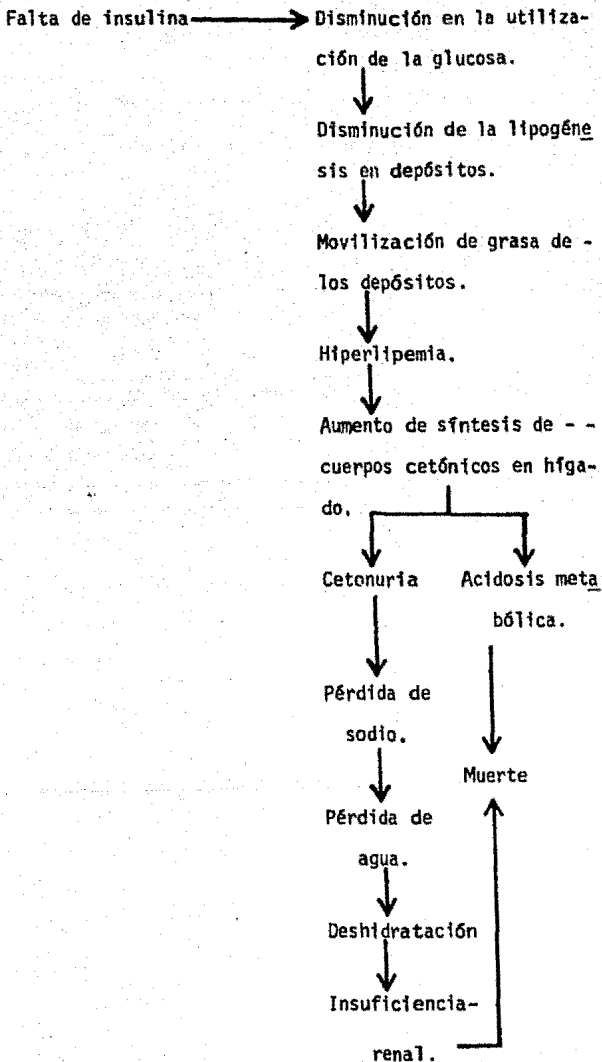 Falta de insulina Disminución en la utiliza-
ción de la glucosa.
Disminución de la lipogéne
sis en depósitos.
Movilización de grasa de -
los depósitos.
Hiperlipemia.
Aumento de síntesis de - -
cuerpos cetónicos en híga-
do.
Cetonuria Acidosis meta
bólica.
Pérdida de
sodio.
Muerte
Pérdida de
agua.
Deshidratación
Insuficiencia-
renal.